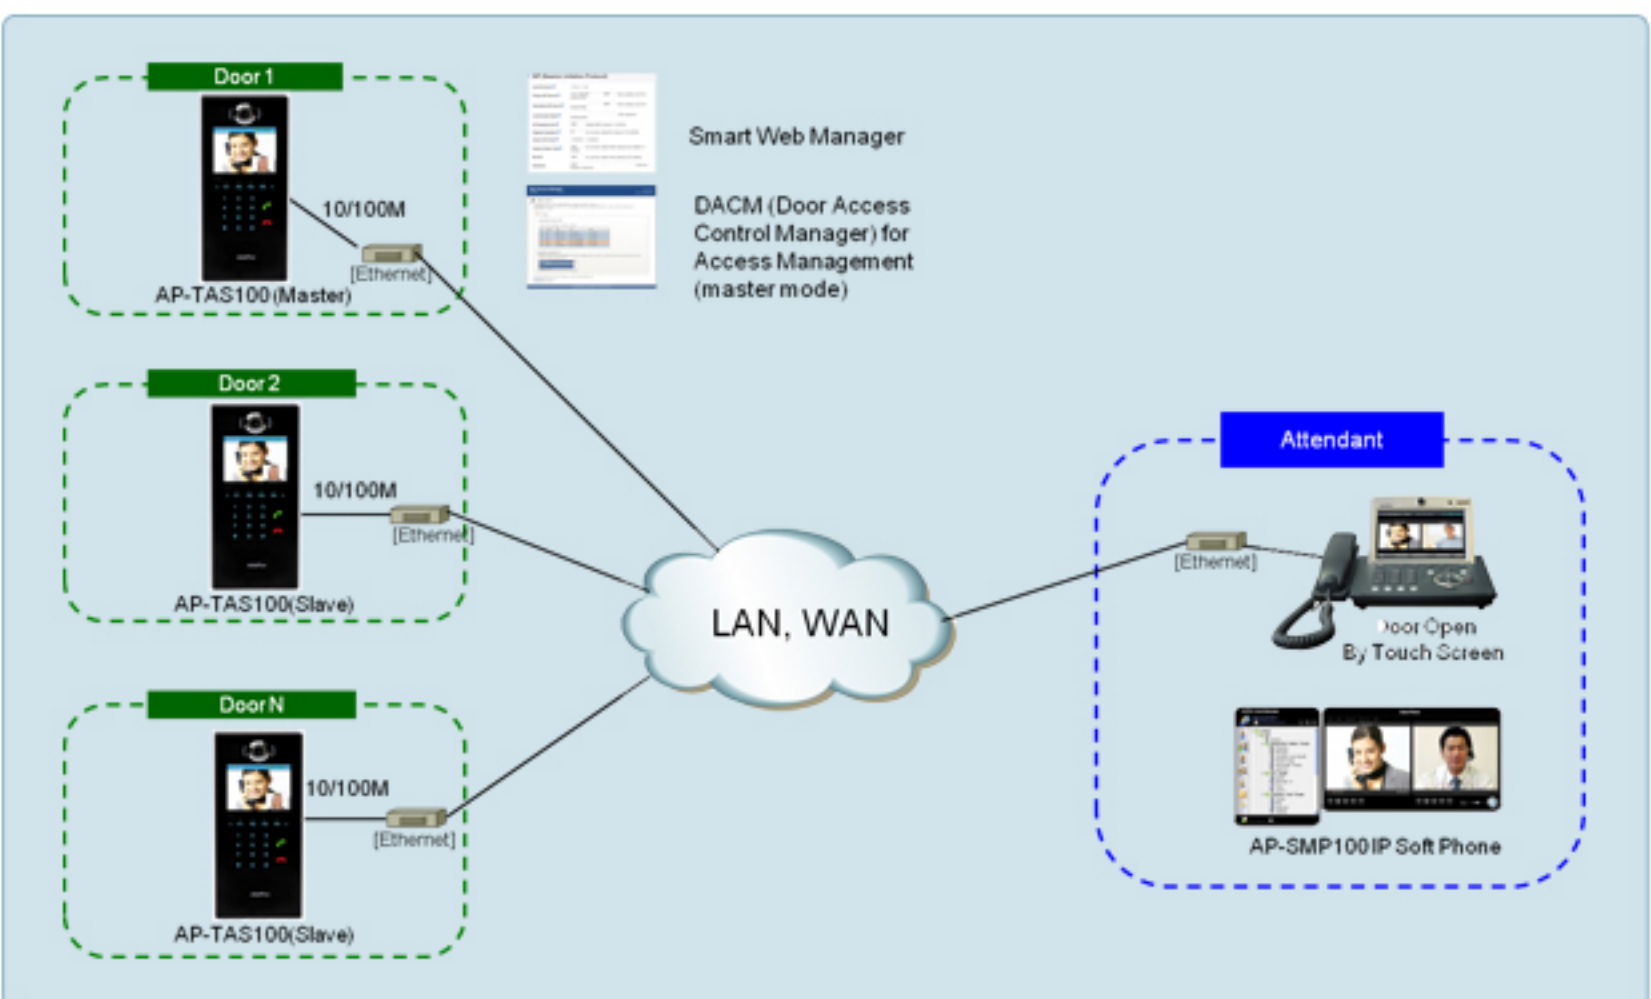 Door 1
10/100M
[Ethernet]
AP-TAS100 (Master)
Smart Web Manager
DACM (Door Access
Control Manager) for
Access Management
(master mode)
Door 2
10/100M
[Ethernet]
AP-TAS100(Slave)
Door N
10/100M
[Ethernet]
AP-TAS100(Slave)
LAN, WAN
Attendant
[Ethernet]
Door Open
By Touch Screen
AP-SMP100 IP Soft Phone